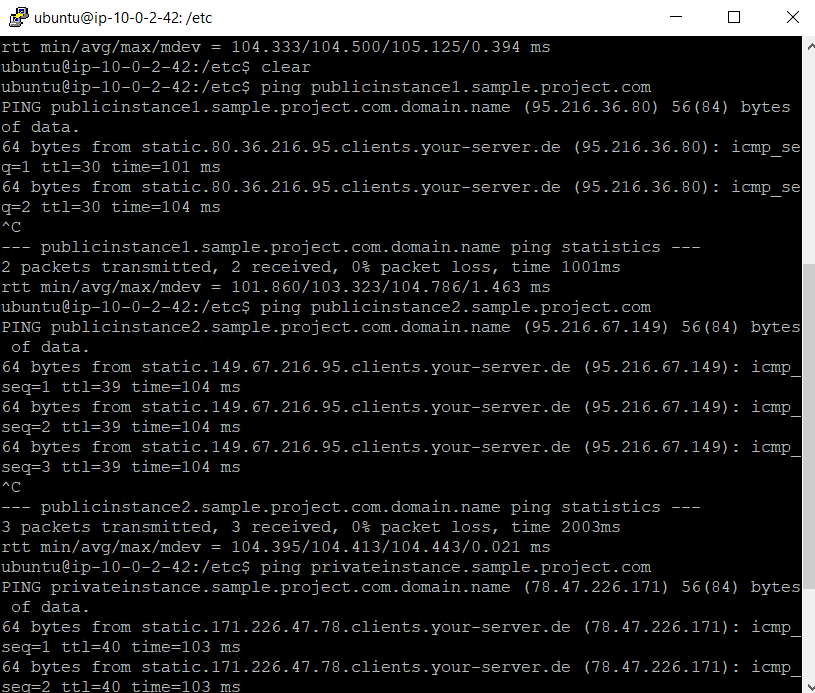 ubuntu@ip-10-0-2-42: /etc
rtt min/avg/max/mdev = 104.333/104.500/105.125/0.394 ms
ubuntu@ip-10-0-2-42:/etc$ clear
ubuntu@ip-10-0-2-42:/etc$ ping publicinstance1.sample.project.com
PING publicinstance1.sample.project.com.domain.name (95.216.36.80) 56(84) bytes
of data.
64 bytes from static.80.36.216.95.clients.your-server.de (95.216.36.80): icmp_se
q=1 ttl=30 time=101 ms
64 bytes from static.80.36.216.95.clients.your-server.de (95.216.36.80): icmp_se
q=2 ttl=30 time=104 ms
^C
--- publicinstance1.sample.project.com.domain.name ping statistics ---
2 packets transmitted, 2 received, 0% packet loss, time 1001ms
rtt min/avg/max/mdev = 101.860/103.323/104.786/1.463 ms
ubuntu@ip-10-0-2-42:/etc$ ping publicinstance2.sample.project.com
PING publicinstance2.sample.project.com.domain.name (95.216.67.149) 56(84) bytes
 of data.
64 bytes from static.149.67.216.95.clients.your-server.de (95.216.67.149): icmp_
seq=1 ttl=39 time=104 ms
64 bytes from static.149.67.216.95.clients.your-server.de (95.216.67.149): icmp_
seq=2 ttl=39 time=104 ms
64 bytes from static.149.67.216.95.clients.your-server.de (95.216.67.149): icmp_
seq=3 ttl=39 time=104 ms
^C
--- publicinstance2.sample.project.com.domain.name ping statistics ---
3 packets transmitted, 3 received, 0% packet loss, time 2003ms
rtt min/avg/max/mdev = 104.395/104.413/104.443/0.021 ms
ubuntu@ip-10-0-2-42:/etc$ ping privateinstance.sample.project.com
PING privateinstance.sample.project.com.domain.name (78.47.226.171) 56(84) bytes
 of data.
64 bytes from static.171.226.47.78.clients.your-server.de (78.47.226.171): icmp_
seq=1 ttl=40 time=103 ms
64 bytes from static.171.226.47.78.clients.your-server.de (78.47.226.171): icmp_
seq=2 ttl=40 time=103 ms